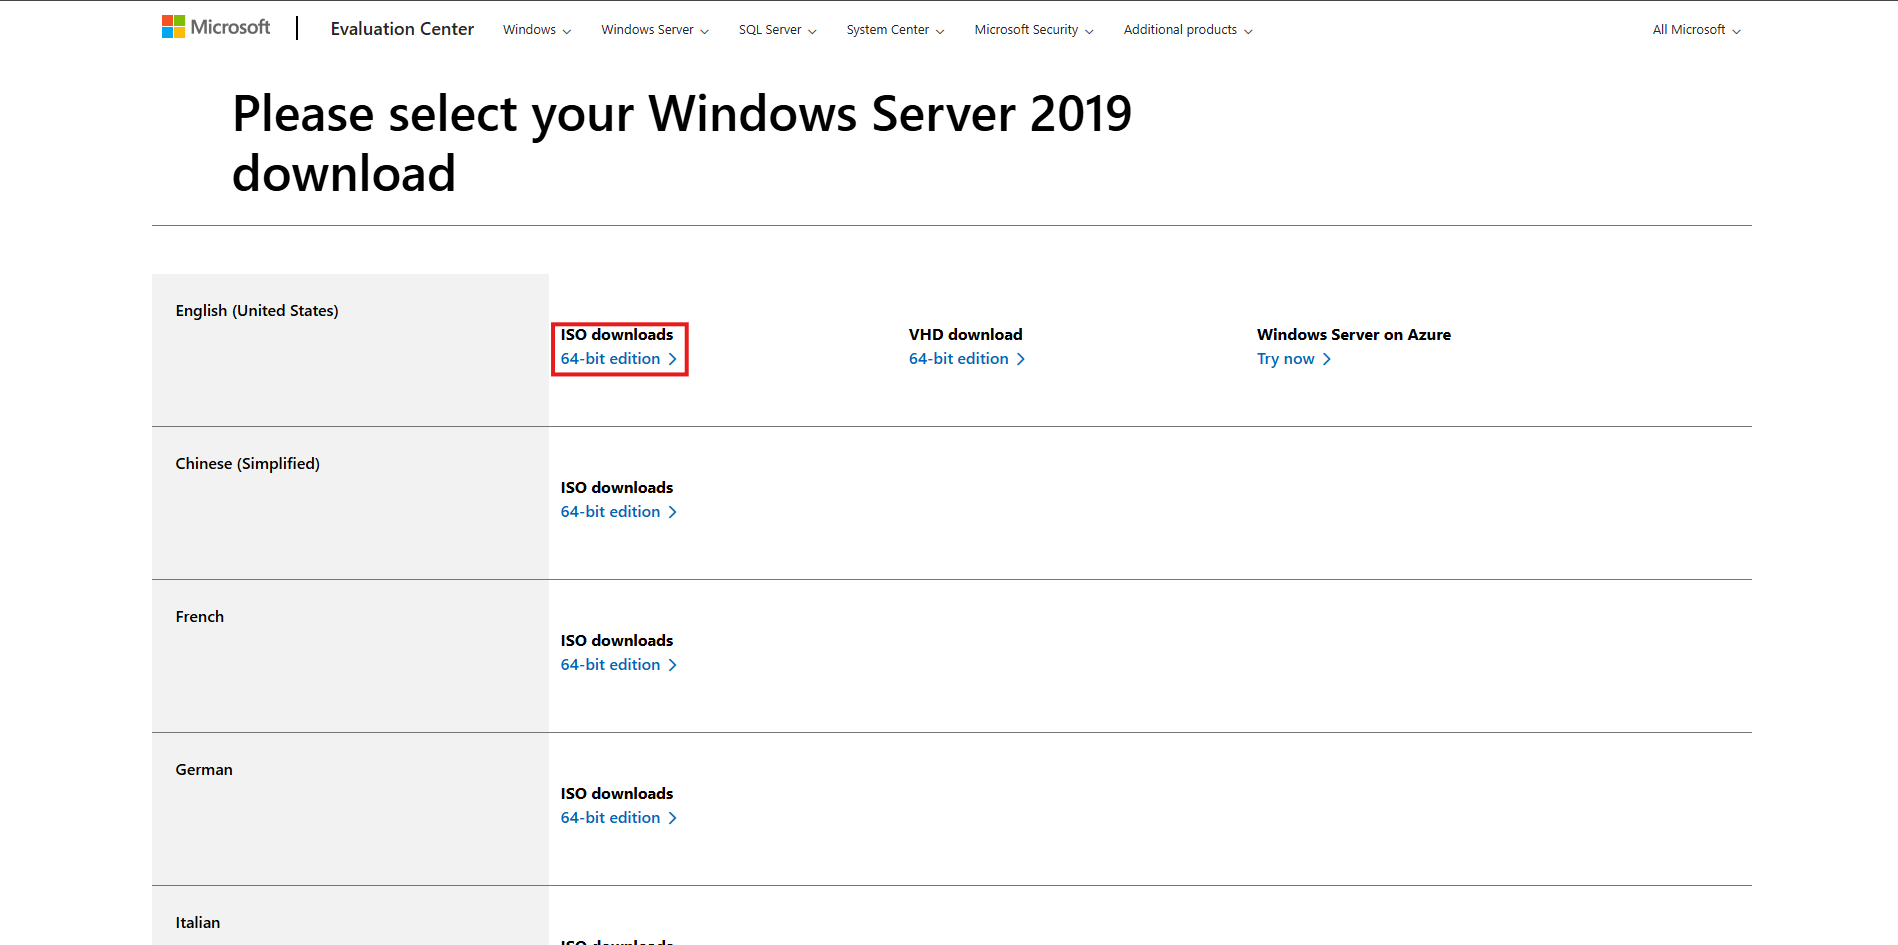 Microsoft
Evaluation Center
Windows
Windows Server
SQL Server
System Center
Microsoft Security
Additional products
All Microsoft
Please select your Windows Server 2019
download
English (United States)
ISO downloads
64-bit edition
VHD download
64-bit edition
Windows Server on Azure
Try now
Chinese (Simplified)
ISO downloads
64-bit edition
French
ISO downloads
64-bit edition
German
ISO downloads
64-bit edition
Italian
ISO downloads